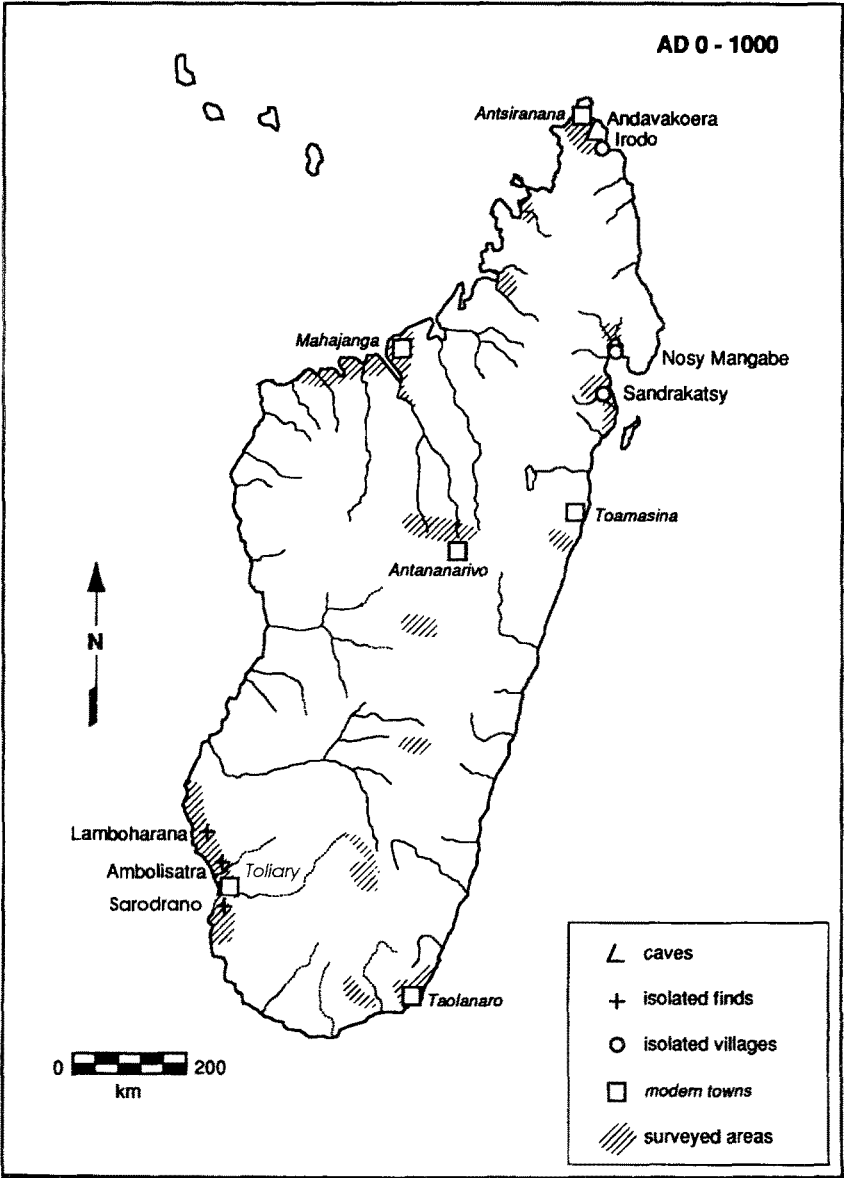 AD 0 - 1000
Antsiranana
Andavakoera
Irodo
Mahajanga
Nosy Mangabe
Sandrakatsy
Toamasina
Antananarivo
N
Lamboharana
Ambolisatra
Toliary
Sarodrano
Taolanaro
0 200
km
caves
isolated finds
isolated villages
modern towns
surveyed areas